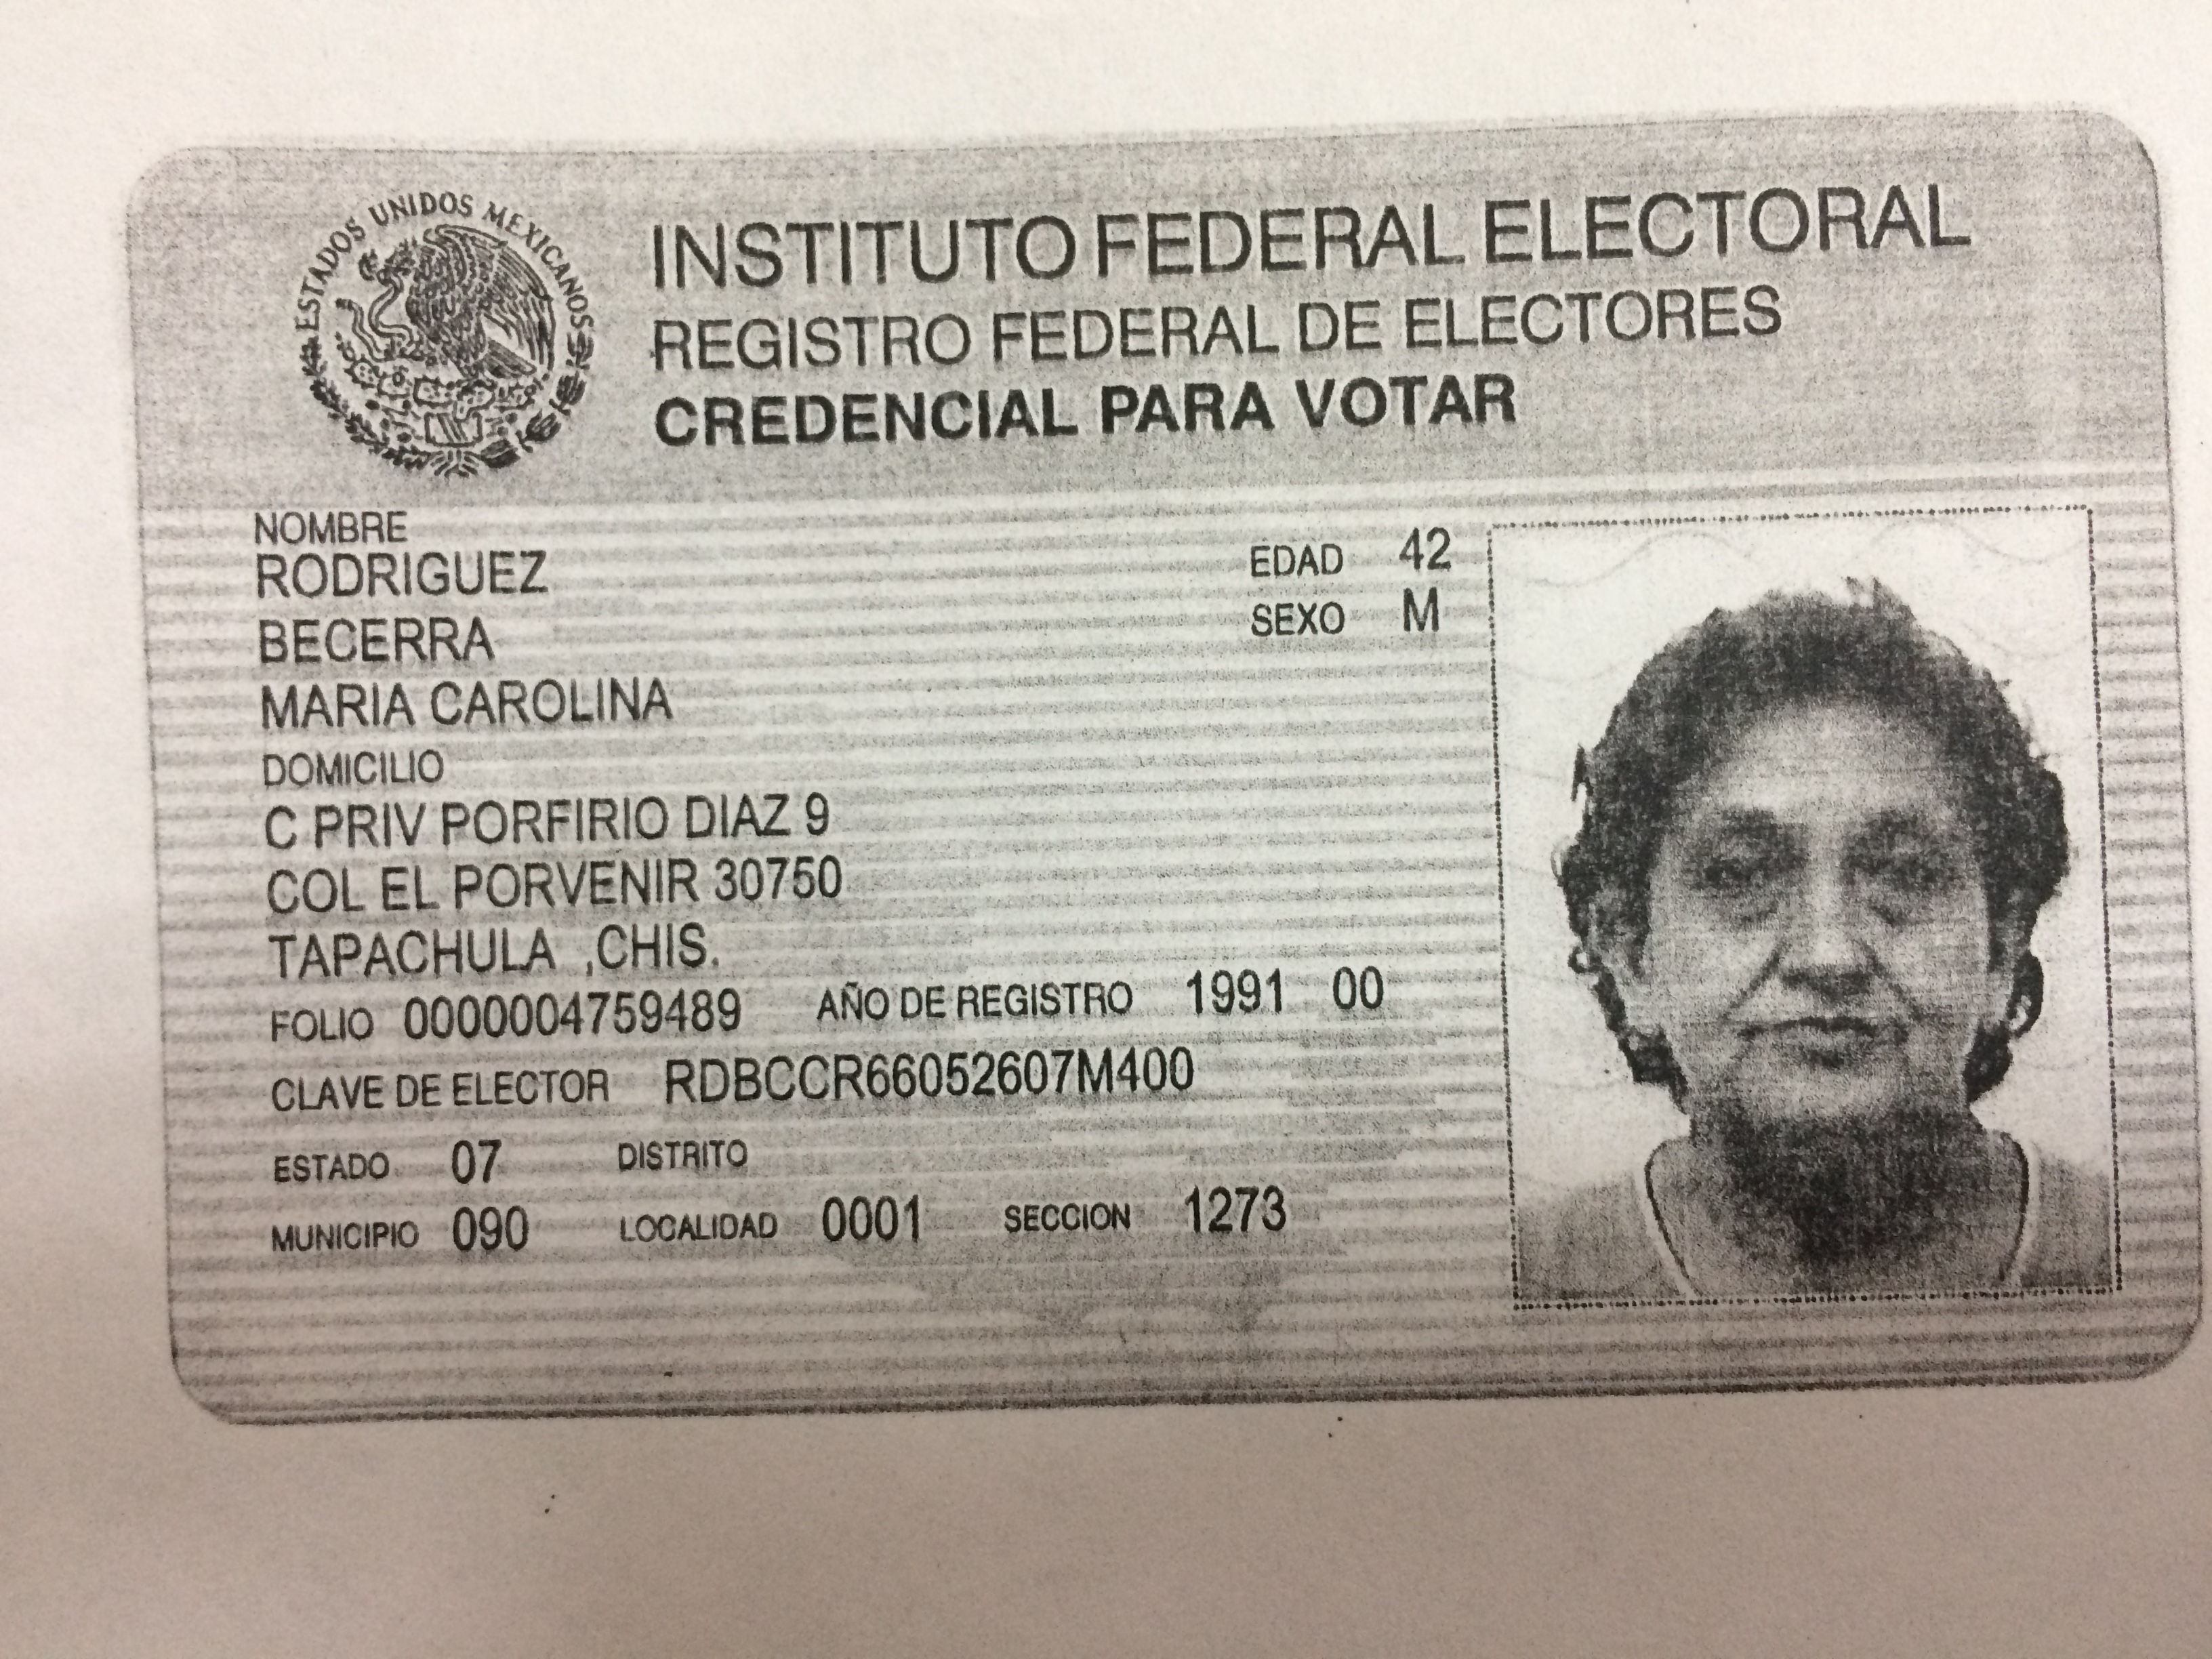 ESTADOS UNIDOS MEXICANOS
INSTITUTO FEDERAL ELECTORAL
REGISTRO FEDERAL DE ELECTORES
CREDENCIAL PARA VOTAR
NOMBRE
RODRIGUEZ
BECERRA
MARIA CAROLINA
EDAD 42
SEXO M
DOMICILIO
C PRIV PORFIRIO DIAZ 9
COL EL PORVENIR 30750
TAPACHULA ,CHIS.
FOLIO 0000004759489 AÑO DE REGISTRO 1991 00
CLAVE DE ELECTOR RDBCCR66052607M400
ESTADO 07 DISTRITO
MUNICIPIO 090 LOCALIDAD 0001 SECCION 1273